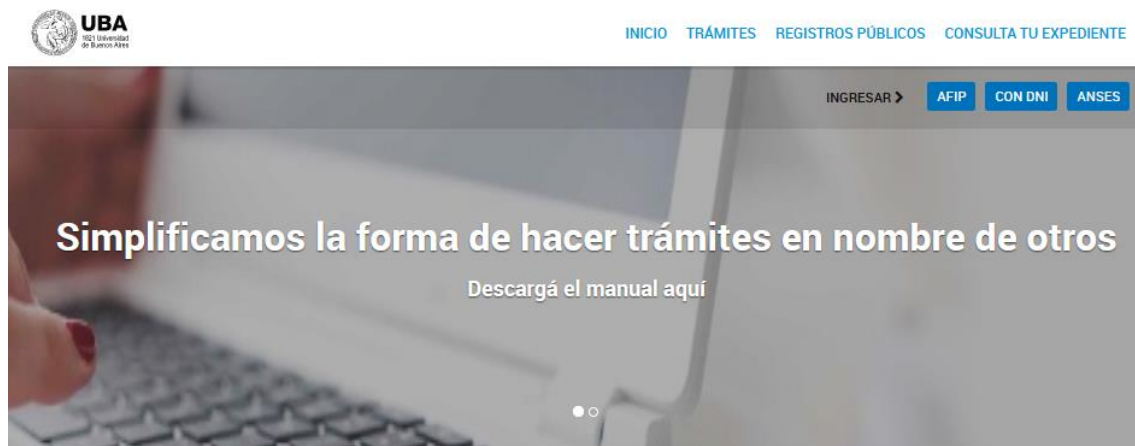 UBA
1821 Universidad
de Buenos Aires
INICIO TRÁMITES REGISTROS PÚBLICOS CONSULTA TU EXPEDIENTE
INGRESAR
AFIP CON DNI ANSES
Simplificamos la forma de hacer trámites en nombre de otros
Descargá el manual aquí